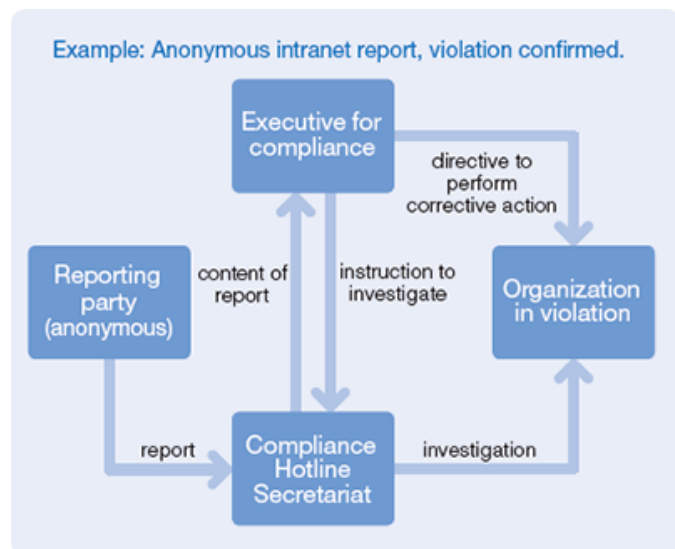 Example: Anonymous intranet report, violation confirmed.
Executive for
compliance
directive to
perform
corrective action
Reporting
party
(anonymous)
content of
report
instruction to
investigate
Organization
in violation
report
Compliance
Hotline
Secretariat
investigation